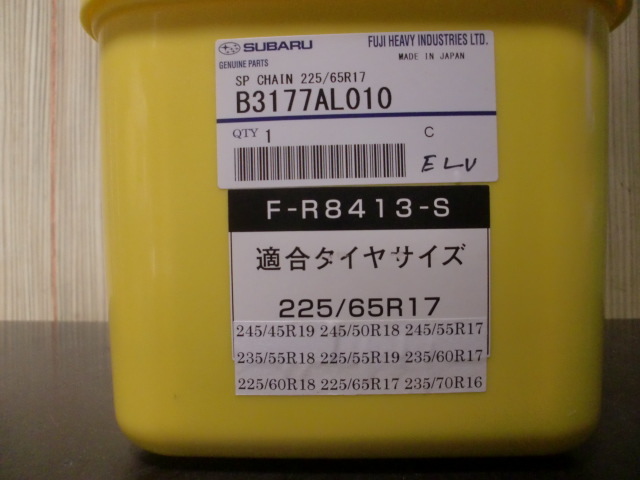 SUBARU FUJI HEAVY INDUSTRIES LTD.
GENUINE PARTS MADE IN JAPAN
SP CHAIN 225/65R17
B3177AL010
QTY 1 C
F-R8413-S
適合タイヤサイズ
225/65R17
245/45R19 245/50R18 245/55R17
235/55R18 225/55R19 235/60R17
225/60R18 225/65R17 235/70R16